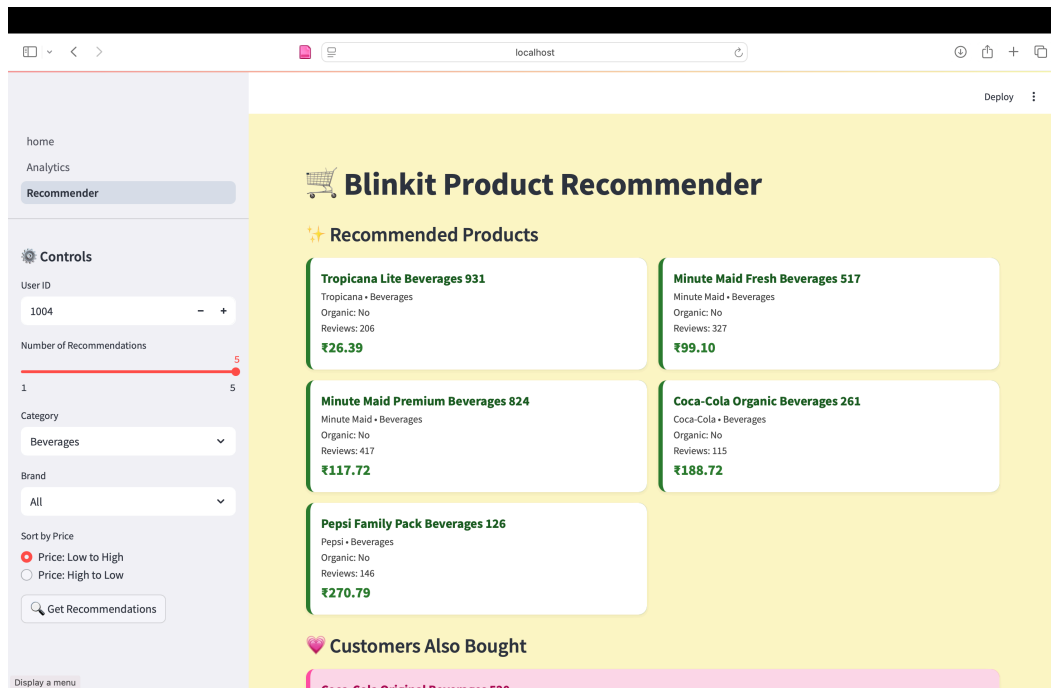 localhost
Deploy
home
Analytics
Recommender
Controls
User ID
1004
Number of Recommendations
5
1 5
Category
Beverages
Brand
All
Sort by Price
Price: Low to High
Price: High to Low
Get Recommendations
Display a menu
Blinkit Product Recommender
Recommended Products
Tropicana Lite Beverages 931
Tropicana • Beverages
Organic: No
Reviews: 206
₹26.39
Minute Maid Fresh Beverages 517
Minute Maid • Beverages
Organic: No
Reviews: 327
₹99.10
Minute Maid Premium Beverages 824
Minute Maid • Beverages
Organic: No
Reviews: 417
₹117.72
Coca-Cola Organic Beverages 261
Coca-Cola • Beverages
Organic: No
Reviews: 115
₹188.72
Pepsi Family Pack Beverages 126
Pepsi • Beverages
Organic: No
Reviews: 146
₹270.79
Customers Also Bought
Coca-Cola Original Beverages